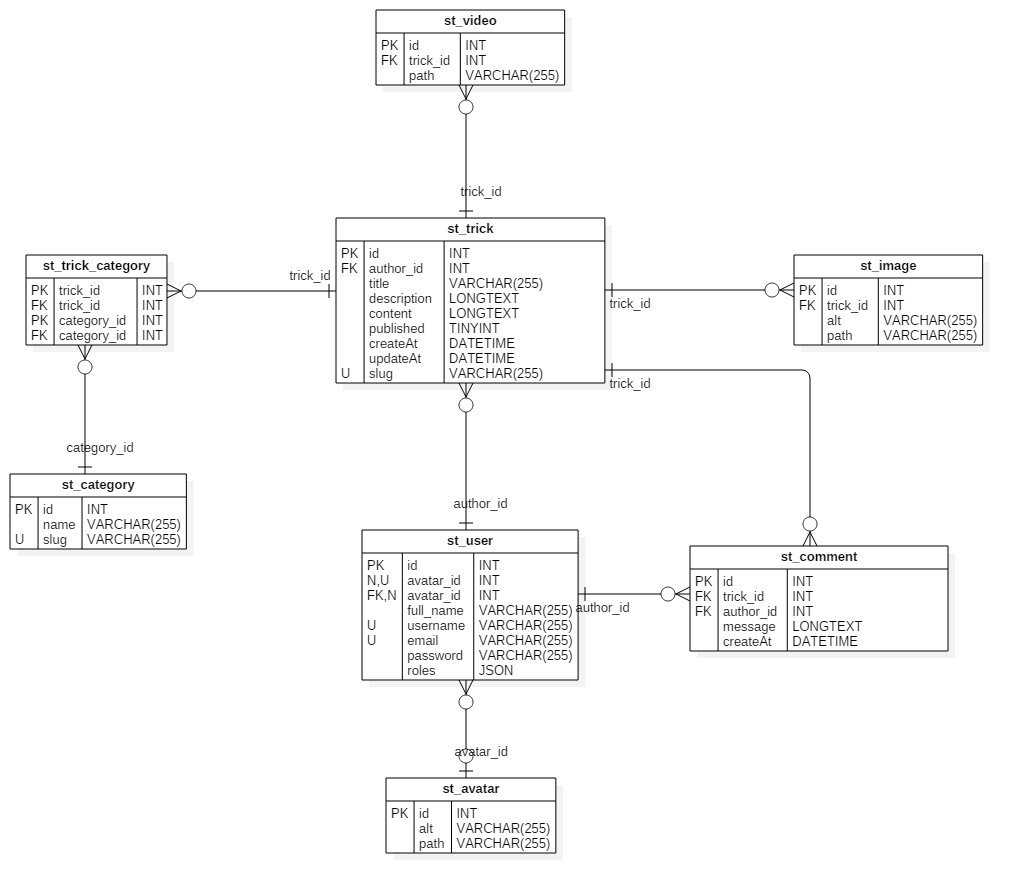 st_video
PK id INT
FK trick_id INT
path VARCHAR(255)
trick_id
st_trick
PK id INT
FK author_id INT
title VARCHAR(255)
description LONGTEXT
content LONGTEXT
published TINYINT
createAt DATETIME
updateAt DATETIME
U slug VARCHAR(255)
st_trick_category
PK trick_id INT
FK trick_id INT
PK category_id INT
FK category_id INT
trick_id
st_image
PK id INT
FK trick_id INT
alt VARCHAR(255)
path VARCHAR(255)
trick_id
trick_id
category_id
st_category
PK id INT
name VARCHAR(255)
U slug VARCHAR(255)
author_id
st_user
PK id INT
N,U avatar_id INT
FK,N avatar_id INT
full_name VARCHAR(255)
U username VARCHAR(255)
U email VARCHAR(255)
password VARCHAR(255)
roles JSON
author_id
st_comment
PK id INT
FK trick_id INT
FK author_id INT
message LONGTEXT
createAt DATETIME
avatar_id
st_avatar
PK id INT
alt VARCHAR(255)
path VARCHAR(255)